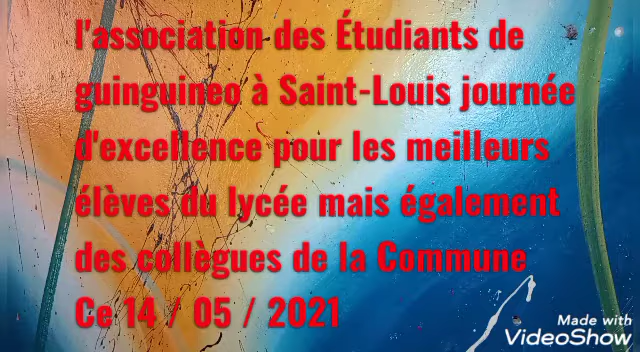 l'association des Étudiants de
guinguineo à Saint-Louis journée
d'excellence pour les meilleurs
élèves du lycée mais également
des collègues de la Commune
Ce 14 / 05 / 2021
Made with
VideoShow